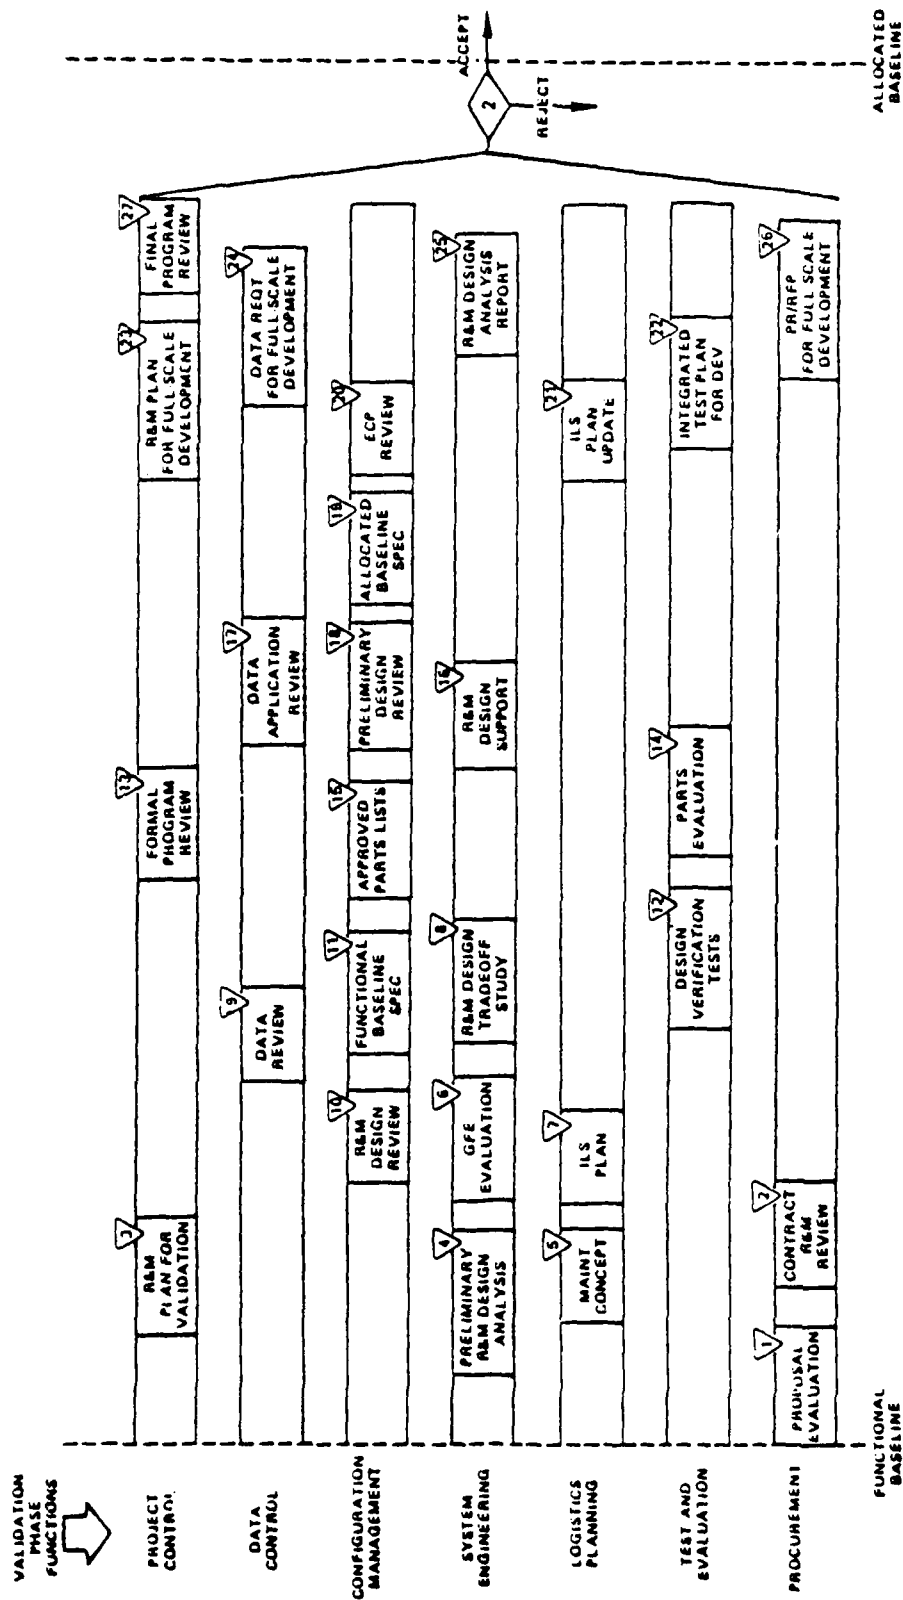 VALIDATION
PHASE
FUNCTIONS
PROJECT
CONTROL
3
R&M
PLAN FOR
VALIDATION
13
FORMAL
PROGRAM
REVIEW
23
R&M PLAN
FOR FULL-SCALE
DEVELOPMENT
27
FINAL
PROGRAM
REVIEW
DATA
CONTROL
9
DATA
REVIEW
17
DATA
APPLICATION
REVIEW
24
DATA REQT
FOR FULL-SCALE
DEVELOPMENT
CONFIGURATION
MANAGEMENT
10
R&M
DESIGN
REVIEW
11
FUNCTIONAL
BASELINE
SPEC
15
APPROVED
PARTS LISTS
18
PRELIMINARY
DESIGN
REVIEW
19
ALLOCATED
BASELINE
SPEC
20
ECP
REVIEW
SYSTEM
ENGINEERING
4
PRELIMINARY
R&M DESIGN
ANALYSIS
6
GFE
EVALUATION
8
R&M DESIGN
TRADEOFF
STUDY
16
R&M
DESIGN
SUPPORT
25
R&M DESIGN
ANALYSIS
REPORT
LOGISTICS
PLANNING
5
MAINT
CONCEPT
7
ILS
PLAN
21
ILS
PLAN
UPDATE
TEST AND
EVALUATION
12
DESIGN
VERIFICATION
TESTS
14
PARTS
EVALUATION
22
INTEGRATED
TEST PLAN
FOR DEV
PROCUREMENT
1
PROPOSAL
EVALUATION
2
CONTRACT
R&M
REVIEW
26
PR/RFP
FOR FULL SCALE
DEVELOPMENT
2
ACCEPT
REJECT
FUNCTIONAL
BASELINE
ALLOCATED
BASELINE